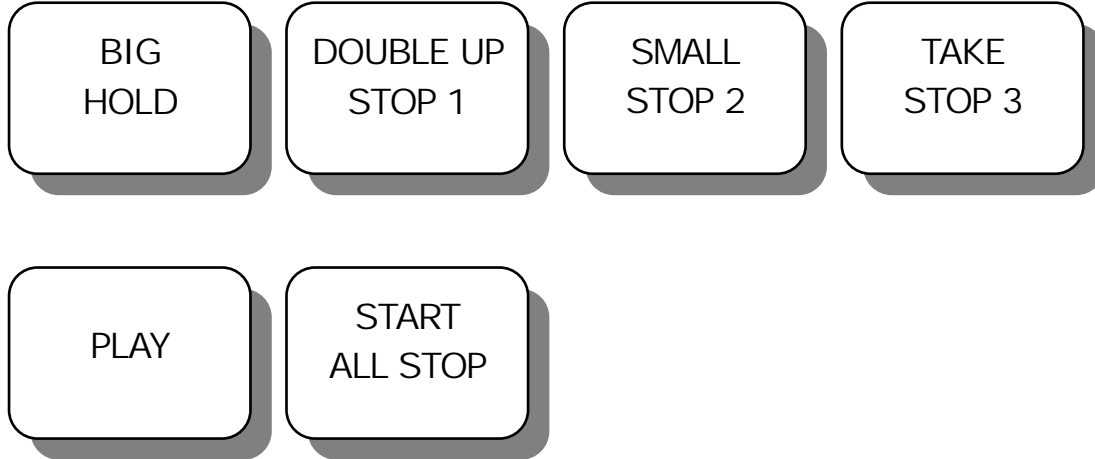 BIG
HOLD
DOUBLE UP
STOP 1
SMALL
STOP 2
TAKE
STOP 3
PLAY
START
ALL STOP